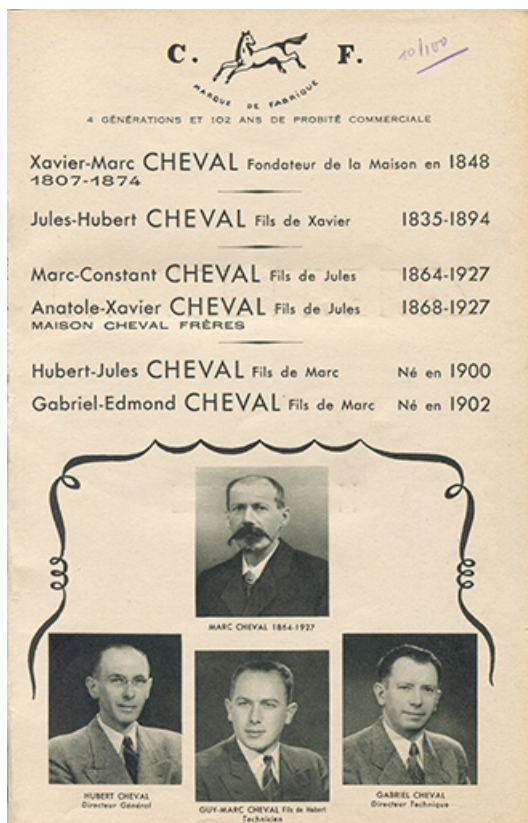 C. F.
10/100
MARQUE DE FABRIQUE
4 GÉNÉRATIONS ET 102 ANS DE PROBITÉ COMMERCIALE
Xavier-Marc CHEVAL Fondateur de la Maison en 1848
1807-1874
Jules-Hubert CHEVAL Fils de Xavier 1835-1894
Marc-Constant CHEVAL Fils de Jules 1864-1927
Anatole-Xavier CHEVAL Fils de Jules 1868-1927
MAISON CHEVAL FRÈRES
Hubert-Jules CHEVAL Fils de Marc Né en 1900
Gabriel-Edmond CHEVAL Fils de Marc Né en 1902
MARC CHEVAL 1864-1927
HUBERT CHEVAL
Directeur Général
GUY-MARC CHEVAL Fils de Hubert
Technicien
GABRIEL CHEVAL
Directeur Technique